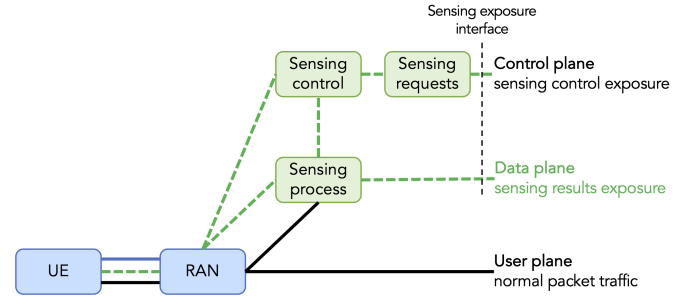 Sensing exposure
interface
Sensing
control
Sensing
requests
Control plane
sensing control exposure
Sensing
process
Data plane
sensing results exposure
UE
RAN
User plane
normal packet traffic